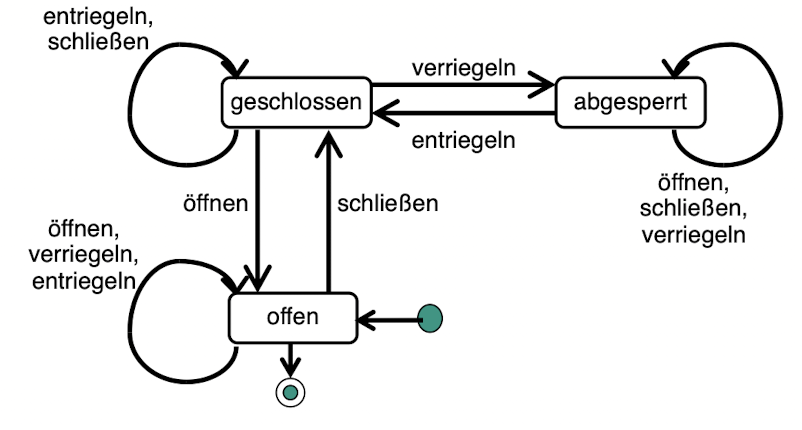 entriegeln,
schließen
geschlossen
verriegeln
abgesperrt
entriegeln
öffnen
schließen
öffnen,
schließen,
verriegeln
öffnen,
verriegeln,
entriegeln
offen